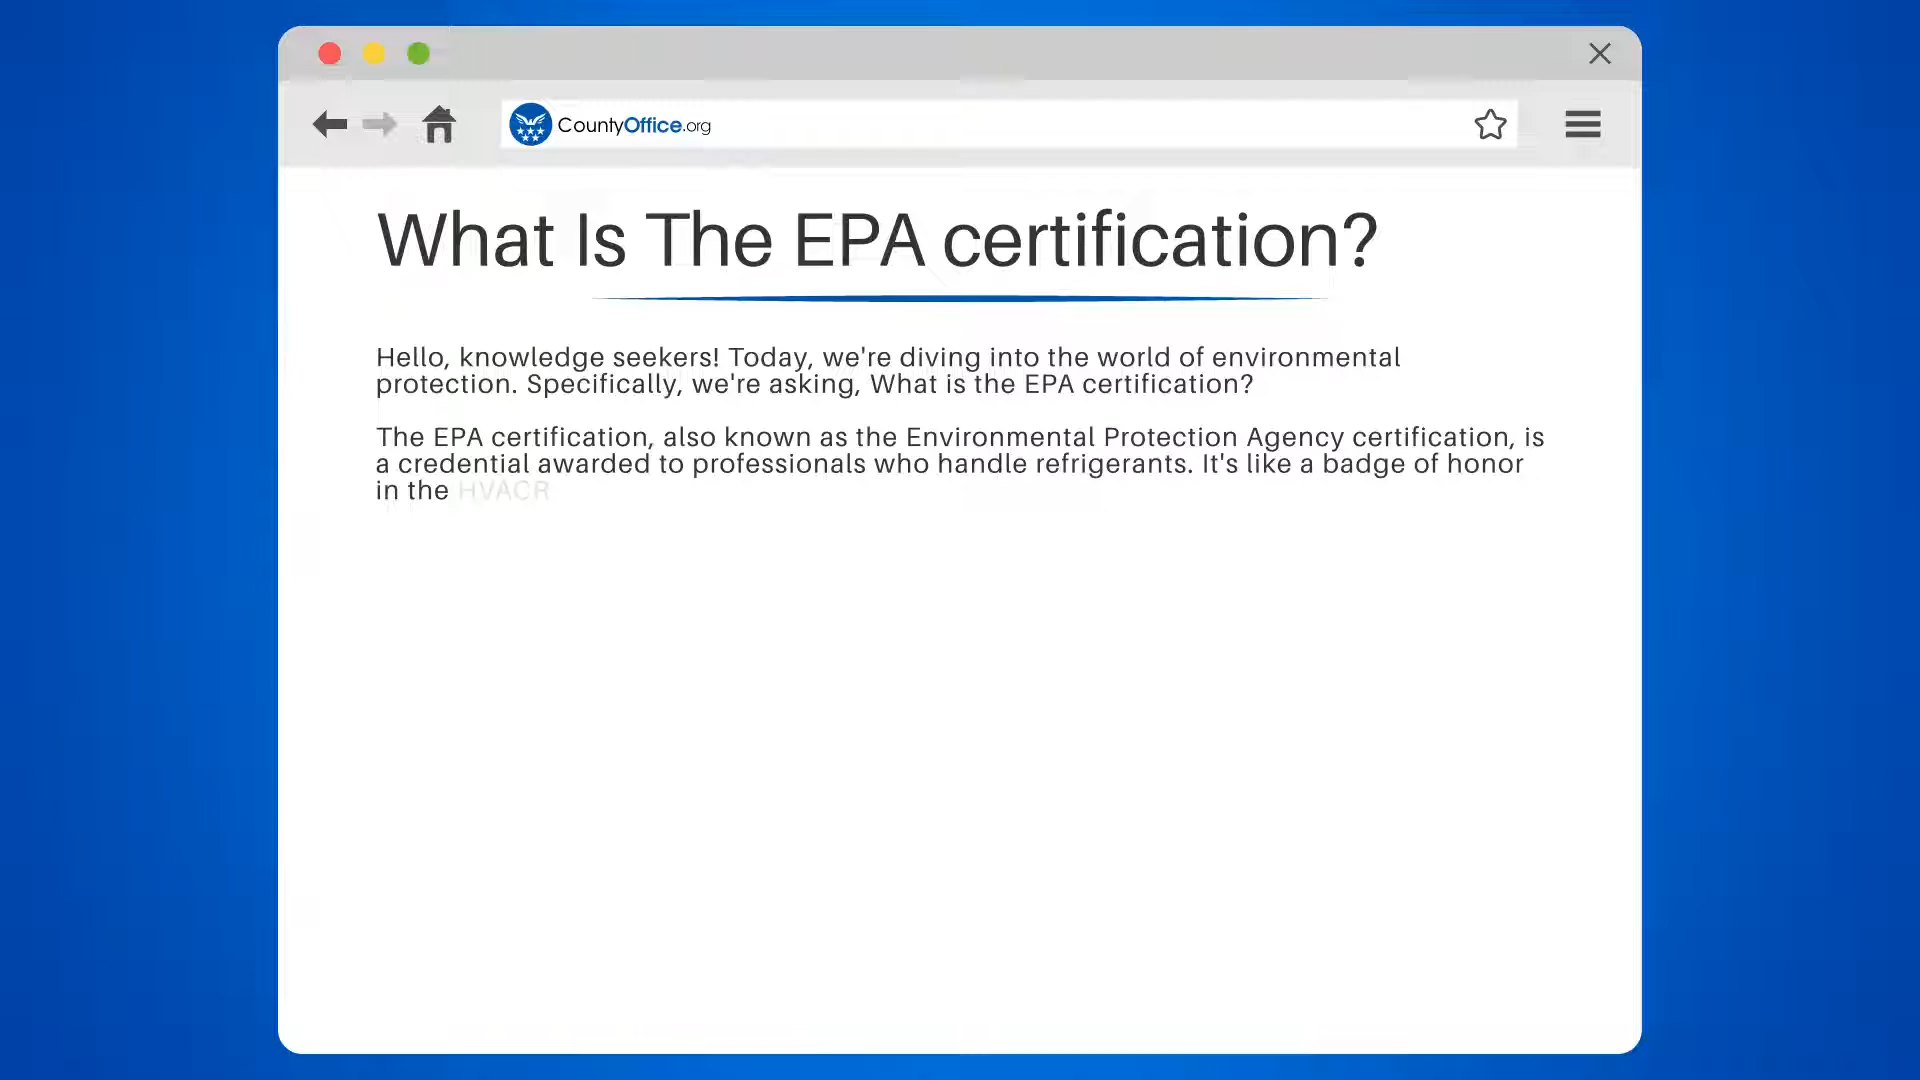 CountyOffice.org
What Is The EPA certification?
Hello, knowledge seekers! Today, we're diving into the world of environmental
protection. Specifically, we're asking, What is the EPA certification?
The EPA certification, also known as the Environmental Protection Agency certification, is
a credential awarded to professionals who handle refrigerants. It's like a badge of honor
in the HVACR